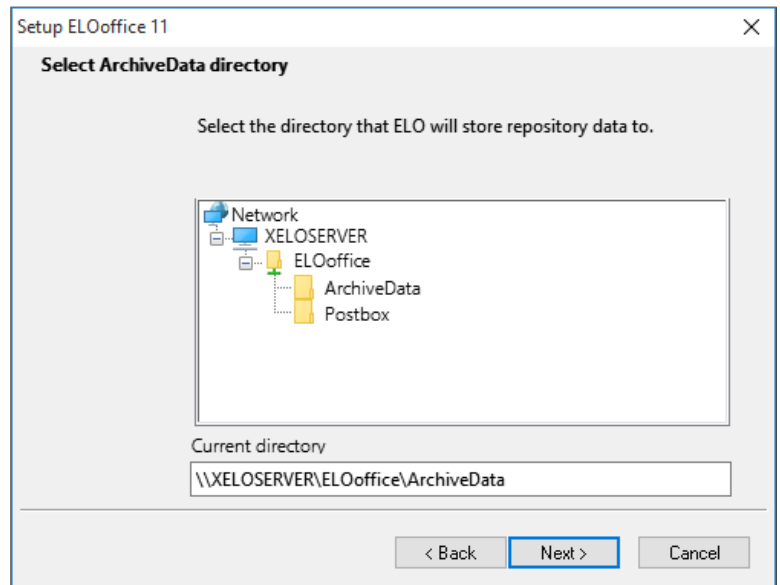 Setup ELOoffice 11
Select ArchiveData directory
Select the directory that ELO will store repository data to.
Network
XELOSERVER
ELOoffice
ArchiveData
Postbox
Current directory
\\XELOSERVER\ELOoffice\ArchiveData
< Back
Next >
Cancel